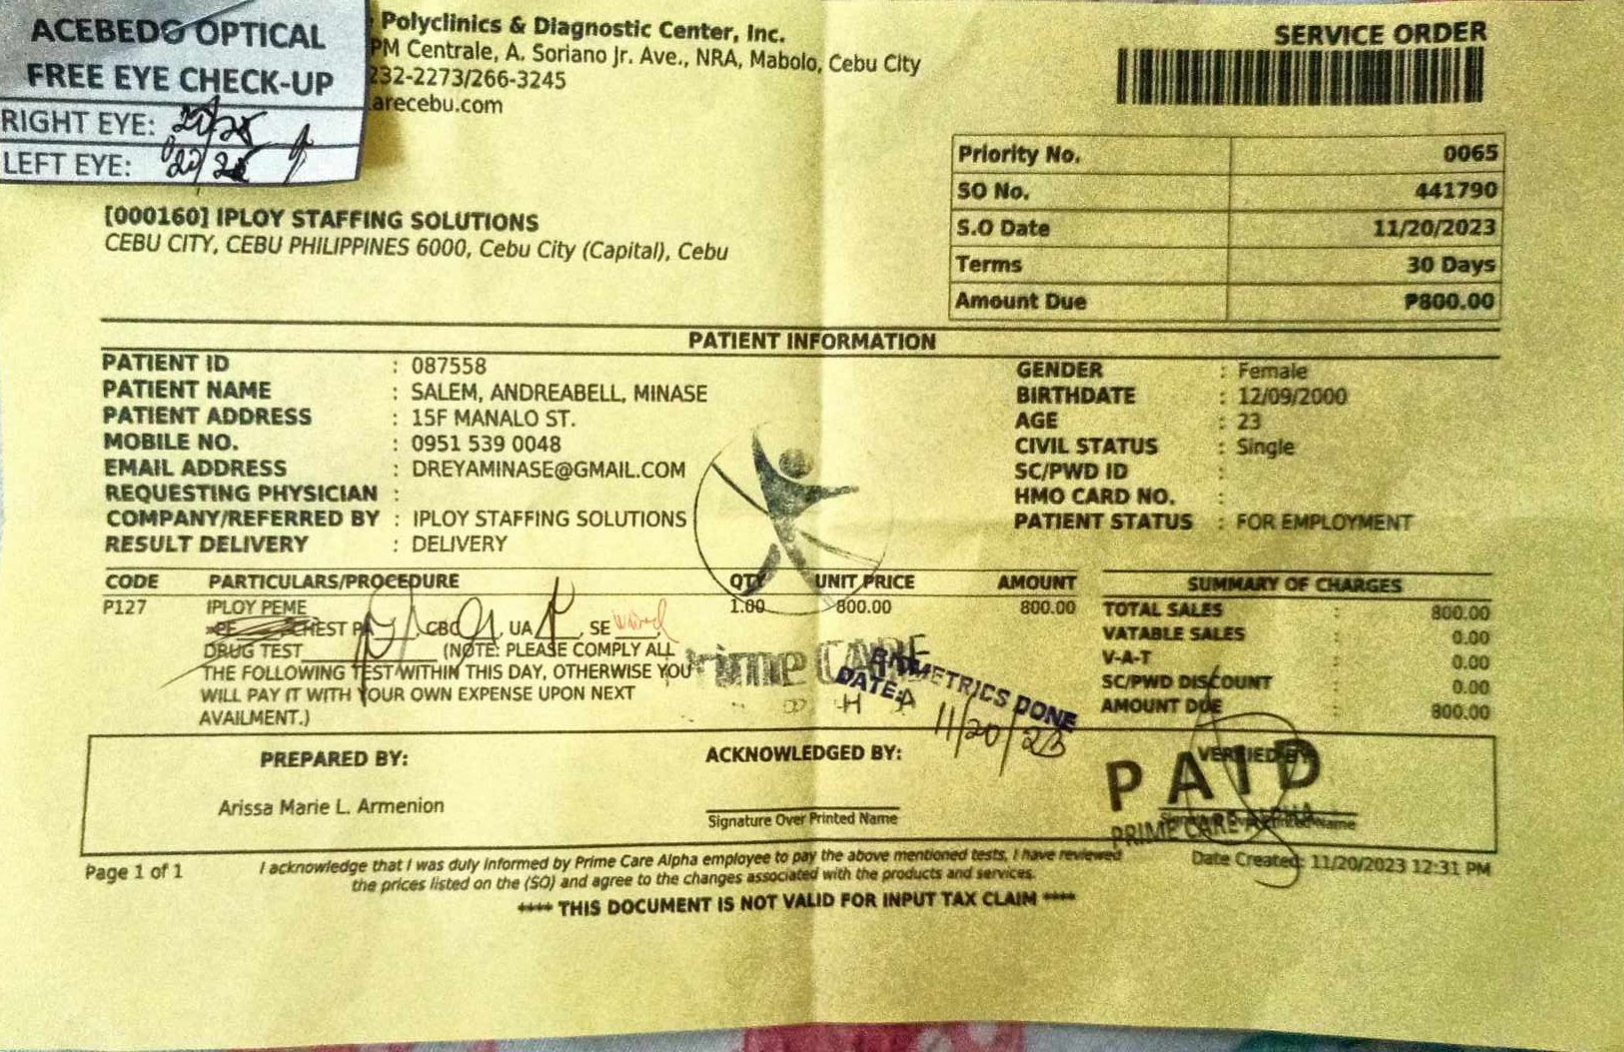 ACEBEDO OPTICAL
FREE EYE CHECK-UP
RIGHT EYE: 20/25
LEFT EYE: 20/25
Polyclinics & Diagnostic Center, Inc.
PM Centrale, A. Soriano Jr. Ave., NRA, Mabolo, Cebu City
232-2273/266-3245
arecebu.com
SERVICE ORDER
Priority No. 0065
SO No. 441790
S.O Date 11/20/2023
Terms 30 Days
Amount Due ₱800.00
[000160] IPLOY STAFFING SOLUTIONS
CEBU CITY, CEBU PHILIPPINES 6000, Cebu City (Capital), Cebu
PATIENT INFORMATION
PATIENT ID : 087558
PATIENT NAME : SALEM, ANDREABELL, MINASE
PATIENT ADDRESS : 15F MANALO ST.
MOBILE NO. : 0951 539 0048
EMAIL ADDRESS : DREYAMINASE@GMAIL.COM
REQUESTING PHYSICIAN :
COMPANY/REFERRED BY : IPLOY STAFFING SOLUTIONS
RESULT DELIVERY : DELIVERY
GENDER : Female
BIRTHDATE : 12/09/2000
AGE : 23
CIVIL STATUS : Single
SC/PWD ID :
HMO CARD NO. :
PATIENT STATUS : FOR EMPLOYMENT
CODE PARTICULARS/PROCEDURE QTY UNIT PRICE AMOUNT
P127 IPLOY PEME 1.00 800.00 800.00
CHEST PA, CBC, UA, SE
DRUG TEST (NOTE: PLEASE COMPLY ALL
THE FOLLOWING TEST WITHIN THIS DAY, OTHERWISE YOU
WILL PAY IT WITH YOUR OWN EXPENSE UPON NEXT
AVAILMENT.)
Prime CARE
BIOMETRICS DONE
DATE: 11/20/23
SUMMARY OF CHARGES
TOTAL SALES : 800.00
VATABLE SALES : 0.00
V-A-T : 0.00
SC/PWD DISCOUNT : 0.00
AMOUNT DUE : 800.00
PREPARED BY:
Arissa Marie L. Armenion
ACKNOWLEDGED BY:
Signature Over Printed Name
VERIFIED BY
PAID
PRIME CARE ALPHA
Signature Over Printed Name
Page 1 of 1
I acknowledge that I was duly informed by Prime Care Alpha employee to pay the above mentioned tests, I have reviewed
the prices listed on the (SO) and agree to the changes associated with the products and services.
Date Created: 11/20/2023 12:31 PM
**** THIS DOCUMENT IS NOT VALID FOR INPUT TAX CLAIM ****